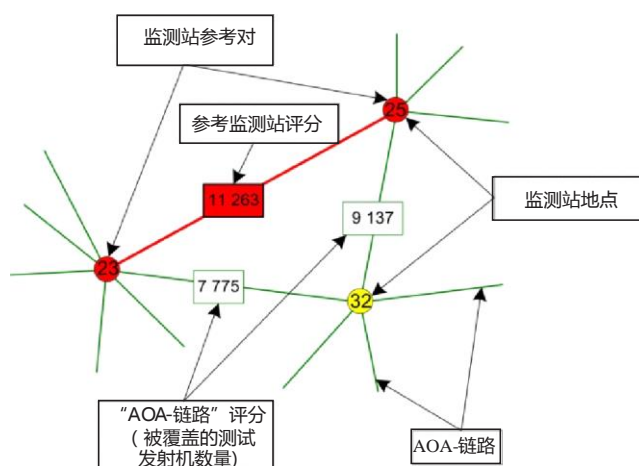 监测站参考对
25
参考监测站评分
11 263
监测站地点
9 137
23
7 775
32
“AOA-链路”评分
（被覆盖的测试
发射机数量)
AOA-链路